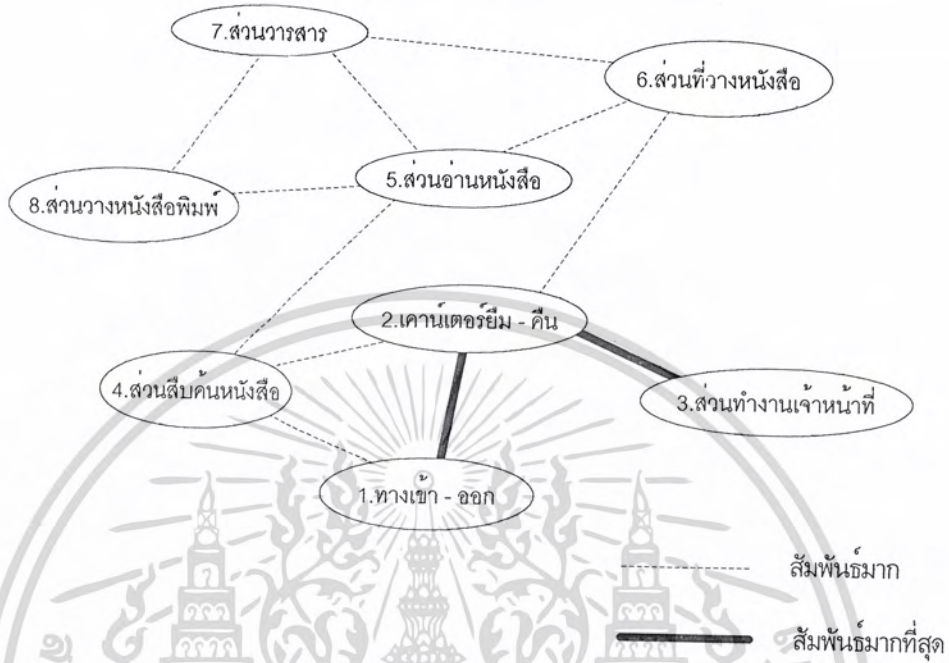 7.ส่วนวารสาร
6.ส่วนที่วางหนังสือ
5.ส่วนอ่านหนังสือ
8.ส่วนวางหนังสือพิมพ์
2.เคาน์เตอร์ยืม - คืน
4.ส่วนสืบค้นหนังสือ
3.ส่วนทำงานเจ้าหน้าที่
1.ทางเข้า - ออก
สัมพันธ์มาก
สัมพันธ์มากที่สุด